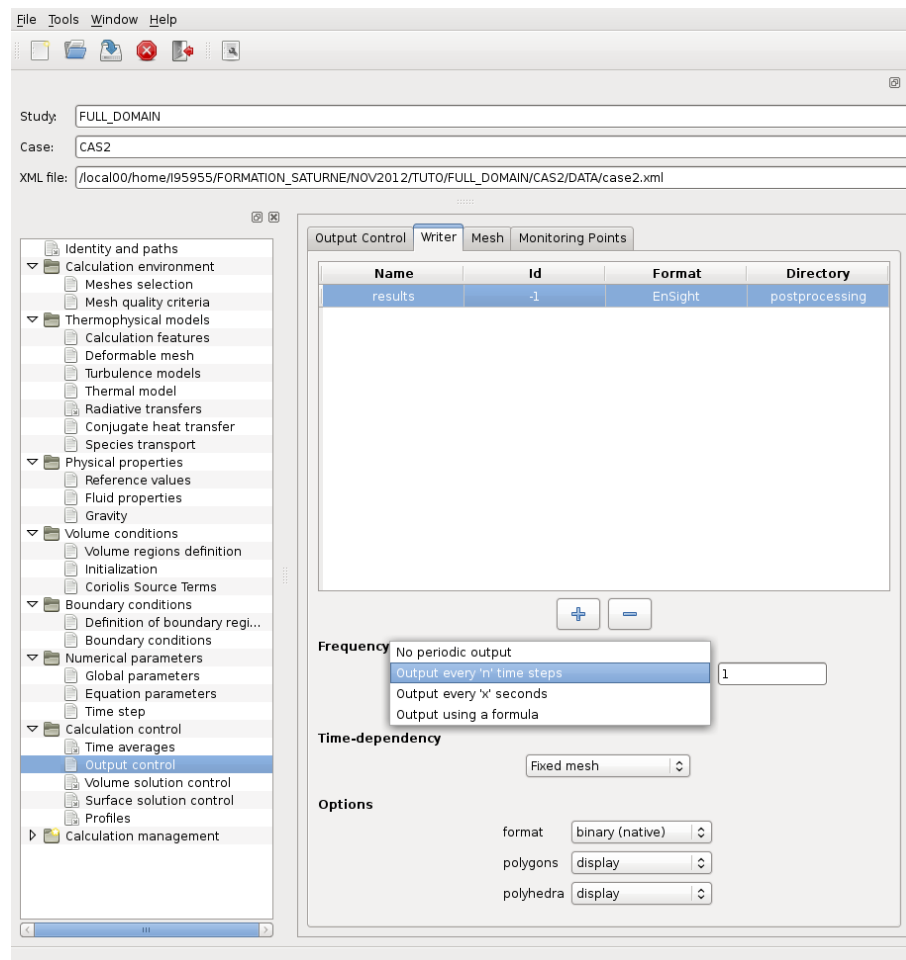 File Tools Window Help
Study: FULL_DOMAIN
Case: CAS2
XML file: /local00/home/I95955/FORMATION_SATURNE/NOV2012/TUTO/FULL_DOMAIN/CAS2/DATA/case2.xml
Identity and paths
Calculation environment
Meshes selection
Mesh quality criteria
Thermophysical models
Calculation features
Deformable mesh
Turbulence models
Thermal model
Radiative transfers
Conjugate heat transfer
Species transport
Physical properties
Reference values
Fluid properties
Gravity
Volume conditions
Volume regions definition
Initialization
Coriolis Source Terms
Boundary conditions
Definition of boundary regi...
Boundary conditions
Numerical parameters
Global parameters
Equation parameters
Time step
Calculation control
Time averages
Output control
Volume solution control
Surface solution control
Profiles
Calculation management
Output Control Writer Mesh Monitoring Points
Name Id Format Directory
results -1 EnSight postprocessing
Frequency
No periodic output
Output every 'n' time steps 1
Output every 'x' seconds
Output using a formula
Time-dependency
Fixed mesh
Options
format binary (native)
polygons display
polyhedra display